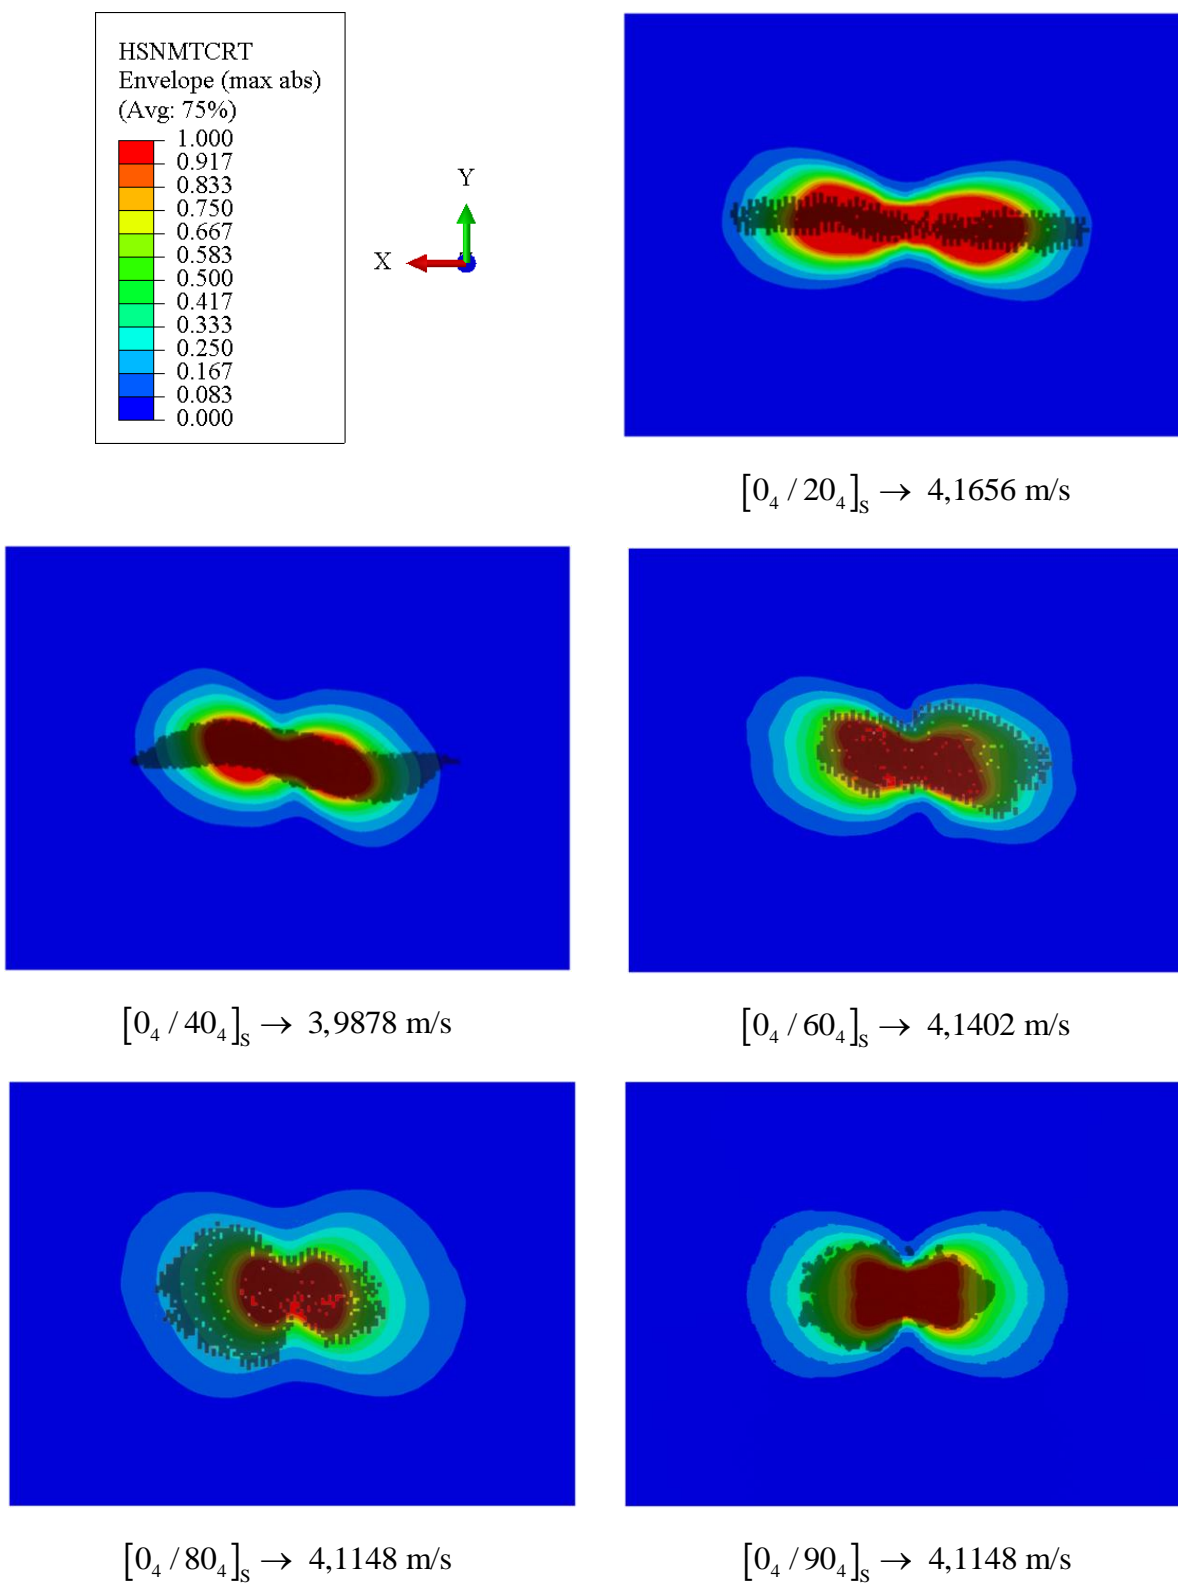 HSNMTCRT
Envelope (max abs)
(Avg: 75%)
1.000
0.917
0.833
0.750
0.667
0.583
0.500
0.417
0.333
0.250
0.167
0.083
0.000
Y
X
[0₄ / 20₄]ₛ → 4,1656 m/s
[0₄ / 40₄]ₛ → 3,9878 m/s
[0₄ / 60₄]ₛ → 4,1402 m/s
[0₄ / 80₄]ₛ → 4,1148 m/s
[0₄ / 90₄]ₛ → 4,1148 m/s